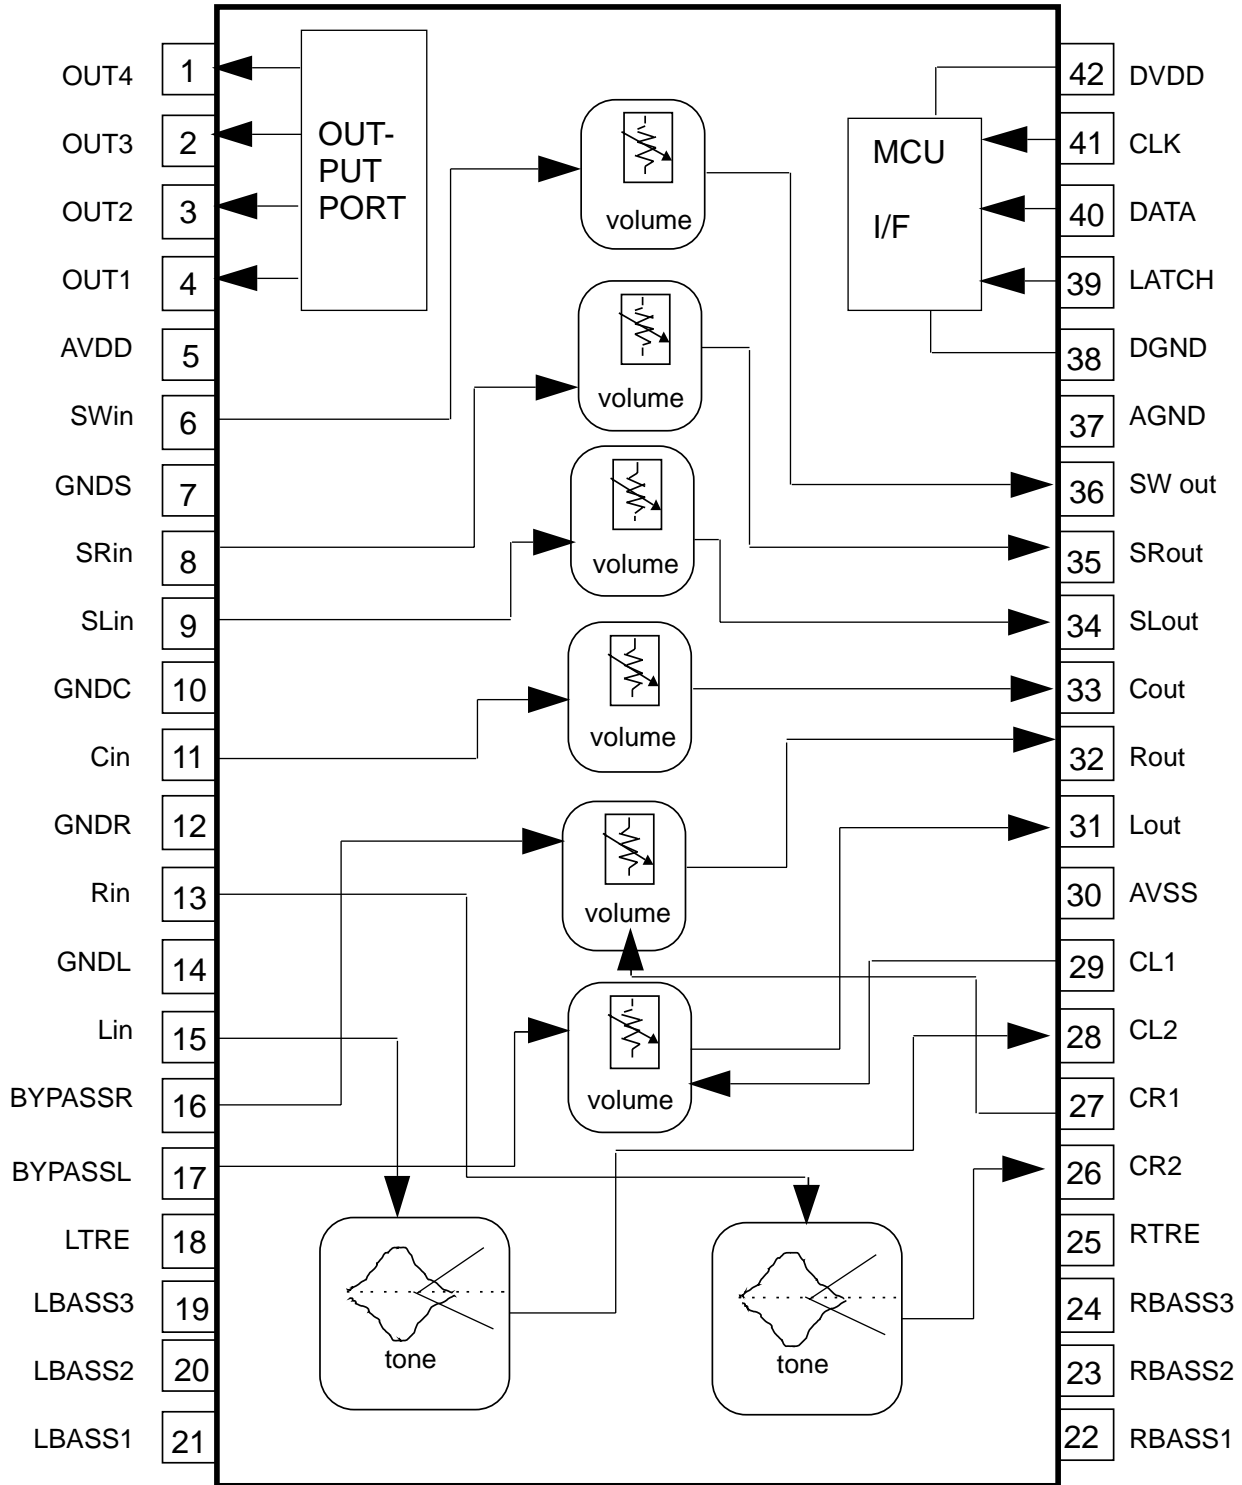 OUT4 1
OUT3 2
OUT2 3
OUT1 4
AVDD 5
SWin 6
GNDS 7
SRin 8
SLin 9
GNDC 10
Cin 11
GNDR 12
Rin 13
GNDL 14
Lin 15
BYPASSR 16
BYPASSL 17
LTRE 18
LBASS3 19
LBASS2 20
LBASS1 21
OUT-
PUT
PORT
volume
volume
volume
volume
volume
volume
tone
tone
MCU
I/F
42 DVDD
41 CLK
40 DATA
39 LATCH
38 DGND
37 AGND
36 SW out
35 SRout
34 SLout
33 Cout
32 Rout
31 Lout
30 AVSS
29 CL1
28 CL2
27 CR1
26 CR2
25 RTRE
24 RBASS3
23 RBASS2
22 RBASS1